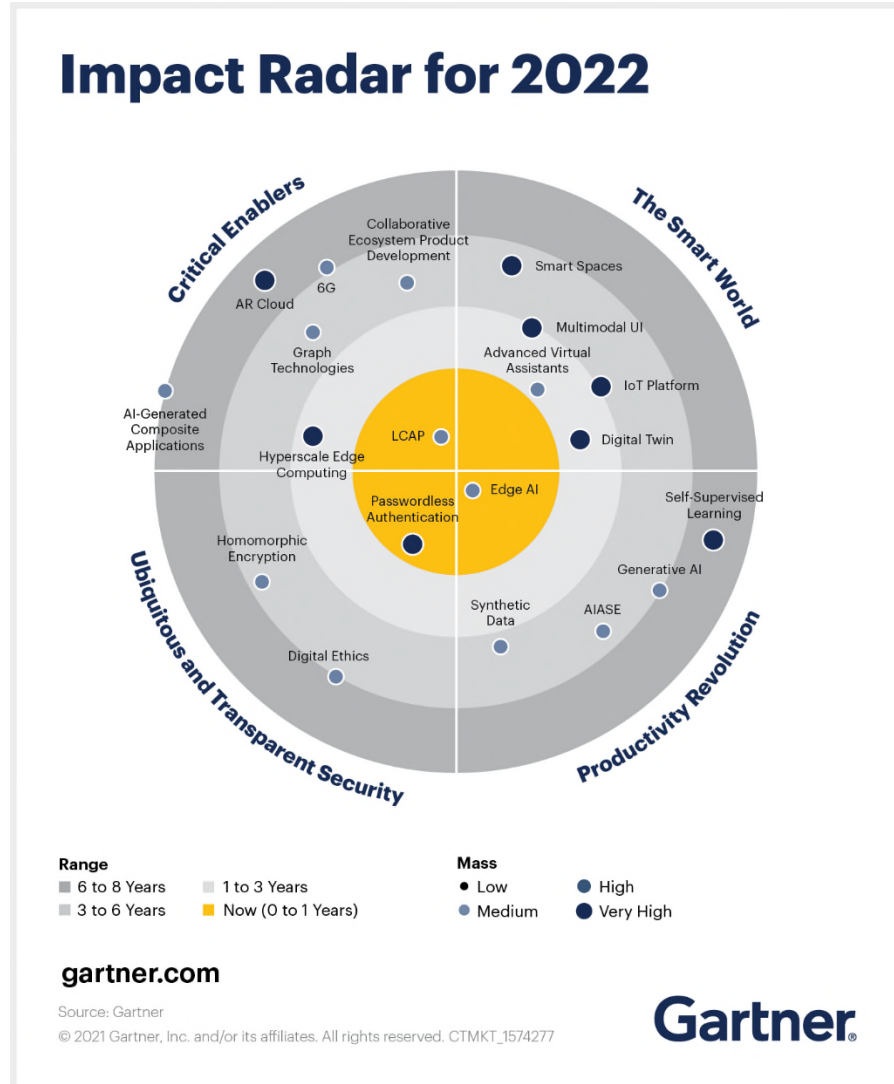 Impact Radar for 2022
Critical Enablers
The Smart World
Collaborative
Ecosystem Product
Development
6G
AR Cloud
Graph
Technologies
AI-Generated
Composite
Applications
LCAP
Hyperscale Edge
Computing
Smart Spaces
Multimodal UI
Advanced Virtual
Assistants
IoT Platform
Digital Twin
Passwordless
Authentication
Homomorphic
Encryption
Digital Ethics
Edge AI
Self-Supervised
Learning
Generative AI
AIASE
Synthetic
Data
Ubiquitous and Transparent Security
Productivity Revolution
Range
6 to 8 Years
1 to 3 Years
3 to 6 Years
Now (0 to 1 Years)
Mass
Low
High
Medium
Very High
gartner.com
Source: Gartner
© 2021 Gartner, Inc. and/or its affiliates. All rights reserved. CTMKT_1574277
Gartner®